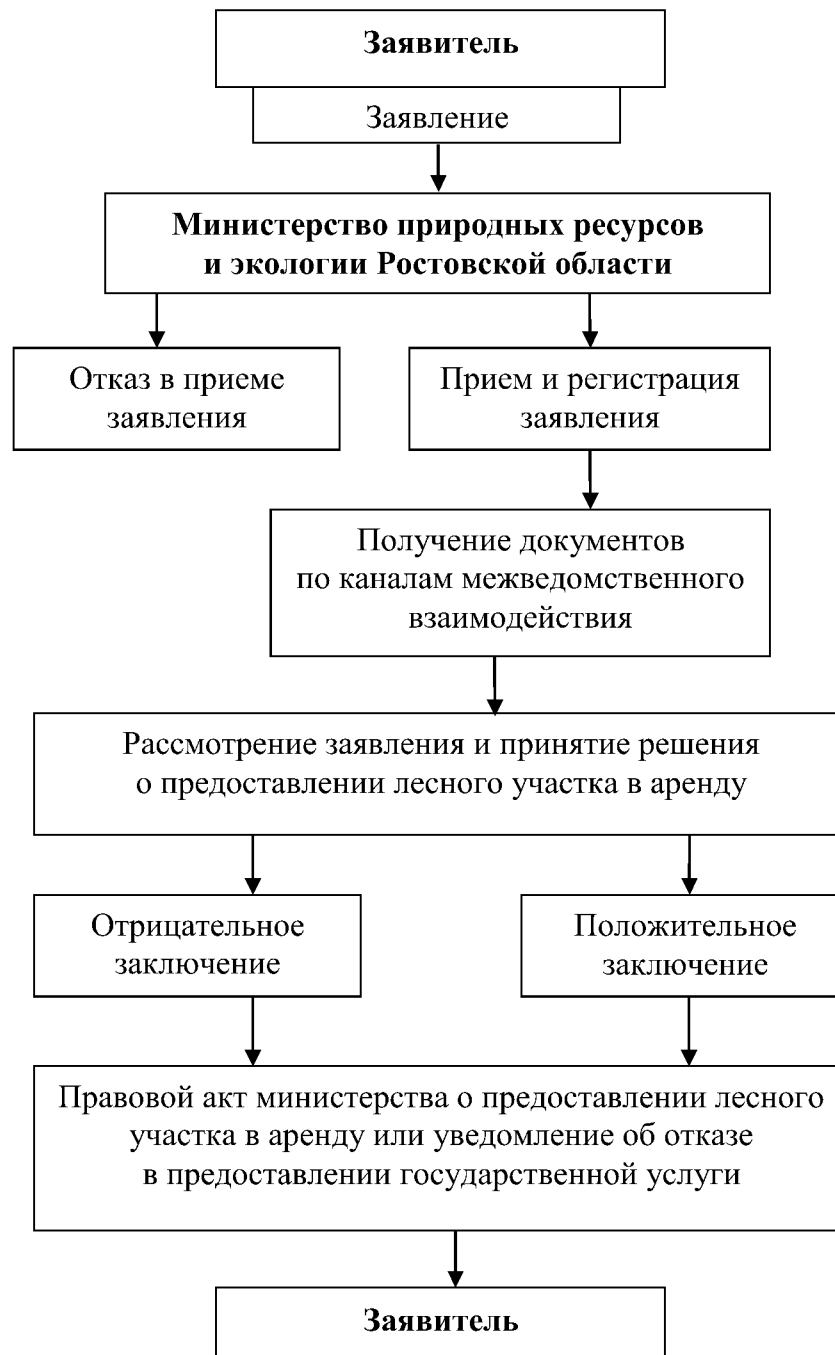 Заявитель
Заявление
Министерство природных ресурсов
и экологии Ростовской области
Отказ в приеме
заявления
Прием и регистрация
заявления
Получение документов
по каналам межведомственного
взаимодействия
Рассмотрение заявления и принятие решения
о предоставлении лесного участка в аренду
Отрицательное
заключение
Положительное
заключение
Правовой акт министерства о предоставлении лесного
участка в аренду или уведомление об отказе
в предоставлении государственной услуги
Заявитель